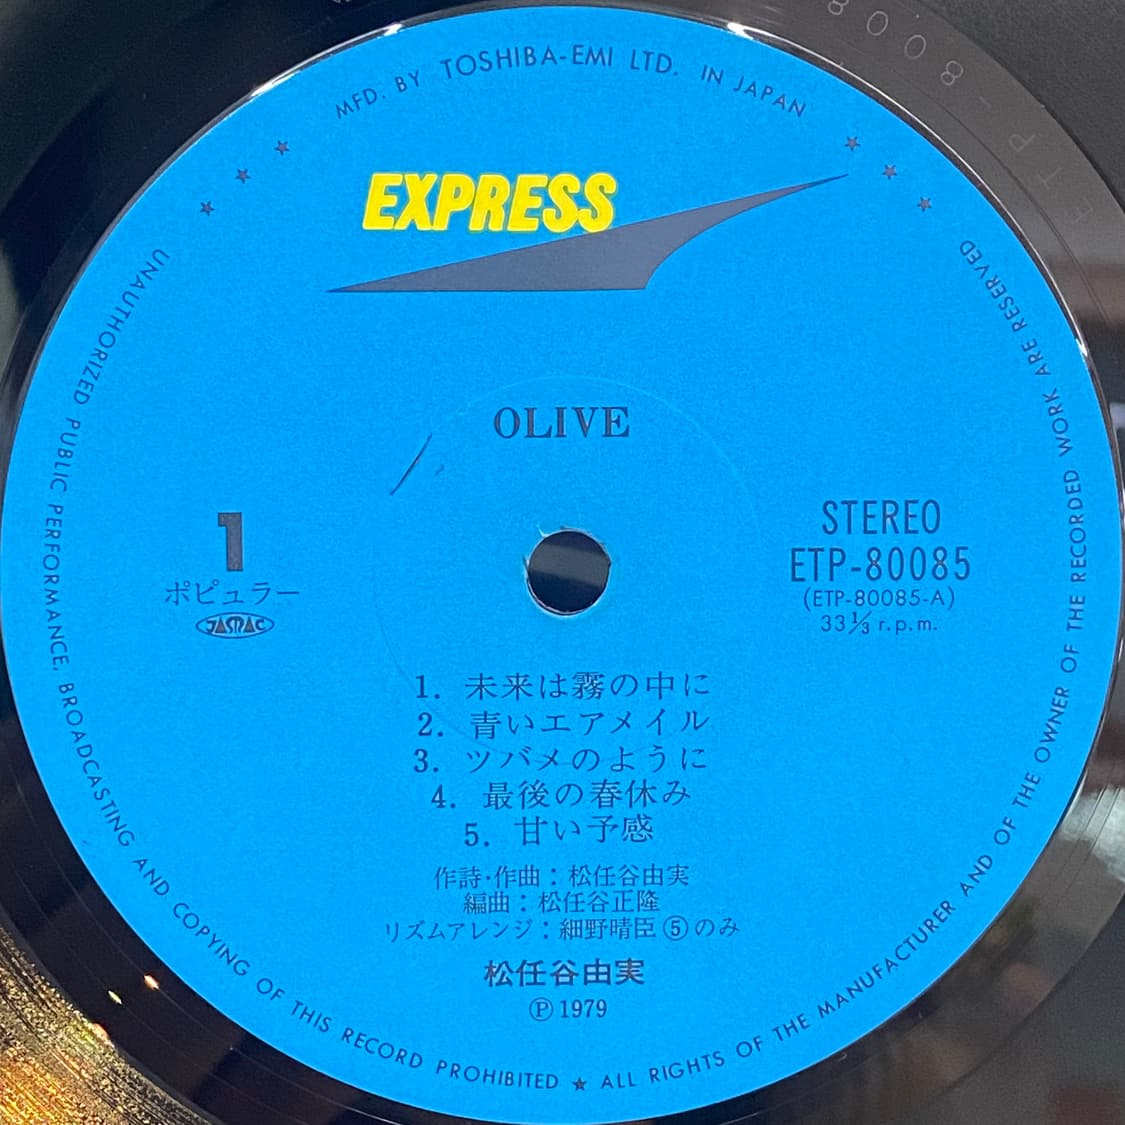 ETP-8008
MFD. BY TOSHIBA-EMI LTD. IN JAPAN
EXPRESS
OLIVE
1
ポピュラー
JASRAC
STEREO
ETP-80085
(ETP-80085-A)
33 1/3 r.p.m.
1. 未来は霧の中に
2. 青いエアメイル
3. ツバメのように
4. 最後の春休み
5. 甘い予感
作詩・作曲：松任谷由実
編曲：松任谷正隆
リズムアレンジ：細野晴臣 ⑤のみ
松任谷由実
Ⓟ 1979
UNAUTHORIZED PUBLIC PERFORMANCE, BROADCASTING AND COPYING OF THIS RECORD PROHIBITED ★ ALL RIGHTS OF THE MANUFACTURER AND OF THE OWNER OF THE RECORDED WORK ARE RESERVED